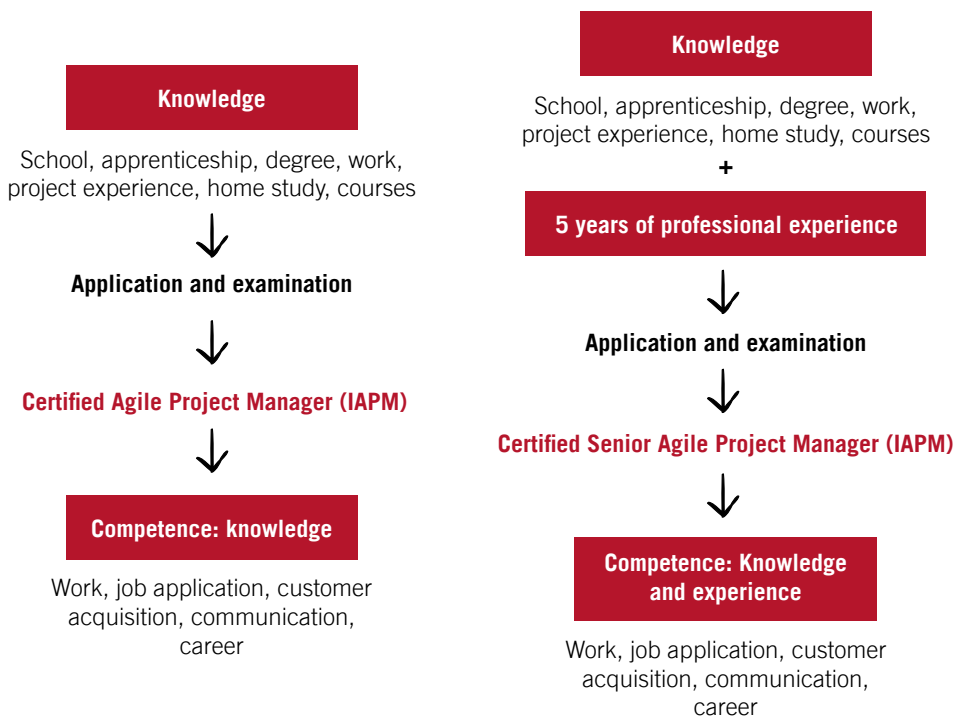 Knowledge
School, apprenticeship, degree, work,
project experience, home study, courses
Application and examination
Certified Agile Project Manager (IAPM)
Competence: knowledge
Work, job application, customer
acquisition, communication,
career
Knowledge
School, apprenticeship, degree, work,
project experience, home study, courses
+
5 years of professional experience
Application and examination
Certified Senior Agile Project Manager (IAPM)
Competence: Knowledge
and experience
Work, job application, customer
acquisition, communication,
career